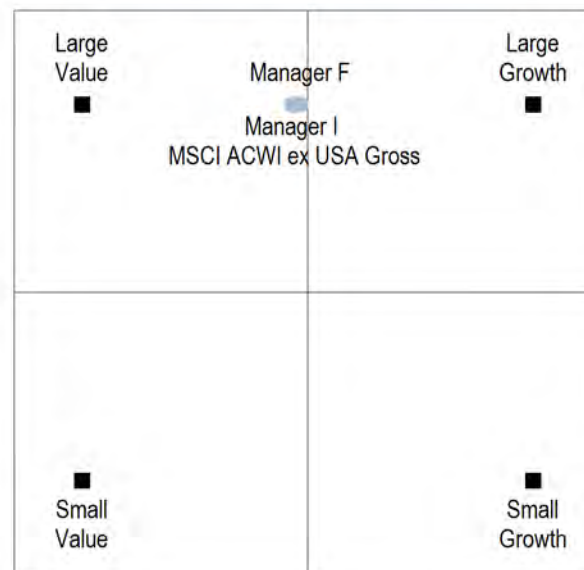 Large
Value
Manager F
Large
Growth
Manager I
MSCI ACWI ex USA Gross
Small
Value
Small
Growth